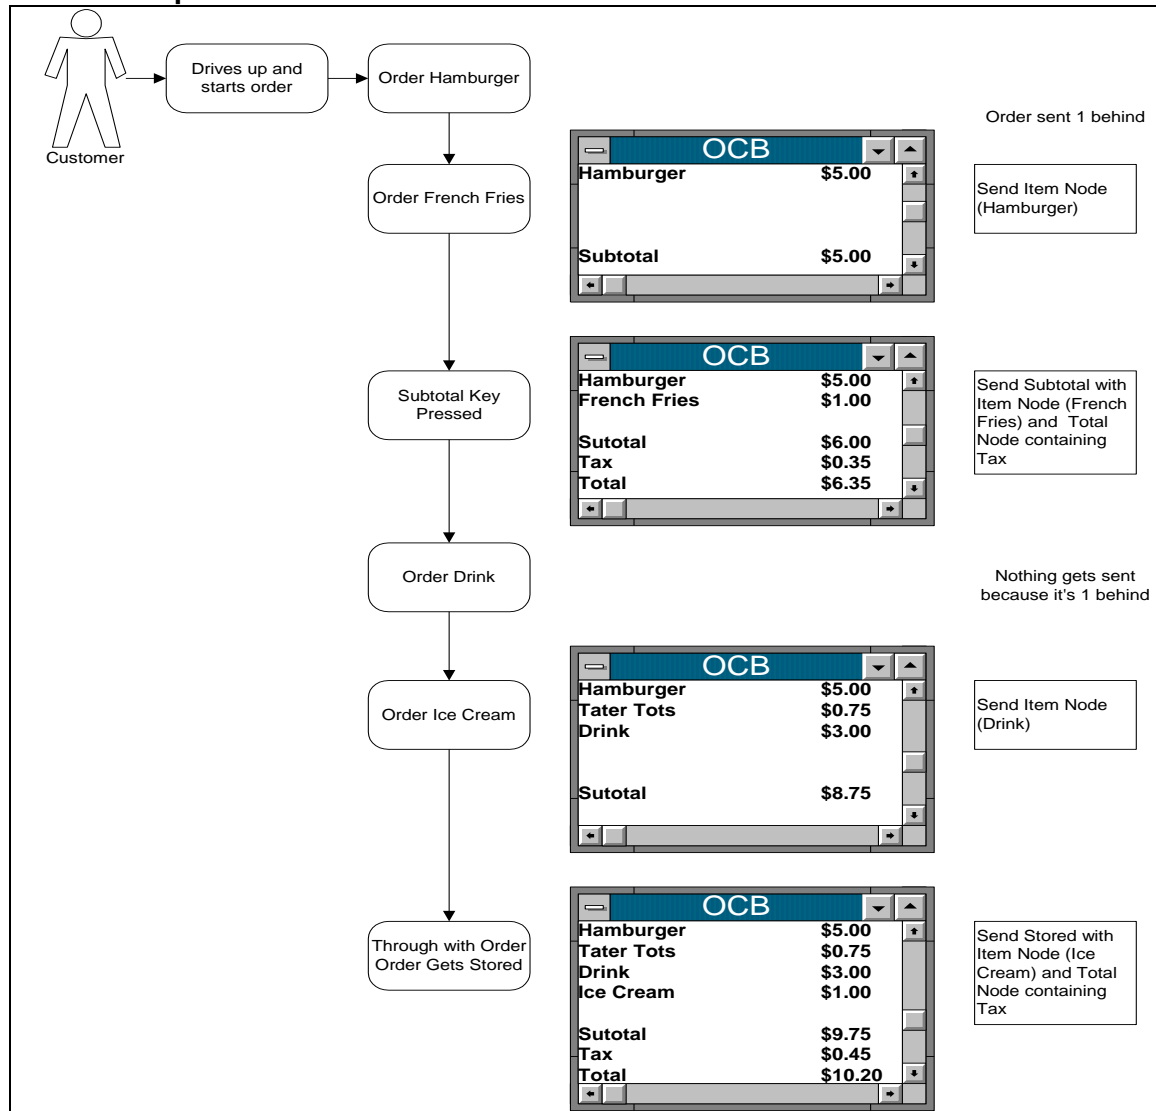 Drives up and
starts order
Order Hamburger
Customer
Order sent 1 behind
Order French Fries
OCB
Hamburger $5.00
Subtotal $5.00
Send Item Node
(Hamburger)
Subtotal Key
Pressed
OCB
Hamburger $5.00
French Fries $1.00
Sutotal $6.00
Tax $0.35
Total $6.35
Send Subtotal with
Item Node (French
Fries) and Total
Node containing
Tax
Order Drink
Nothing gets sent
because it's 1 behind
Order Ice Cream
OCB
Hamburger $5.00
Tater Tots $0.75
Drink $3.00
Sutotal $8.75
Send Item Node
(Drink)
Through with Order
Order Gets Stored
OCB
Hamburger $5.00
Tater Tots $0.75
Drink $3.00
Ice Cream $1.00
Sutotal $9.75
Tax $0.45
Total $10.20
Send Stored with
Item Node (Ice
Cream) and Total
Node containing
Tax